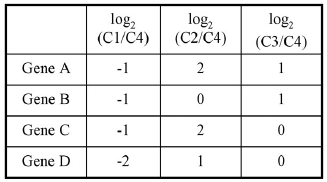 log₂ log₂ log₂
(C1/C4) (C2/C4) (C3/C4)
Gene A -1 2 1
Gene B -1 0 1
Gene C -1 2 0
Gene D -2 1 0